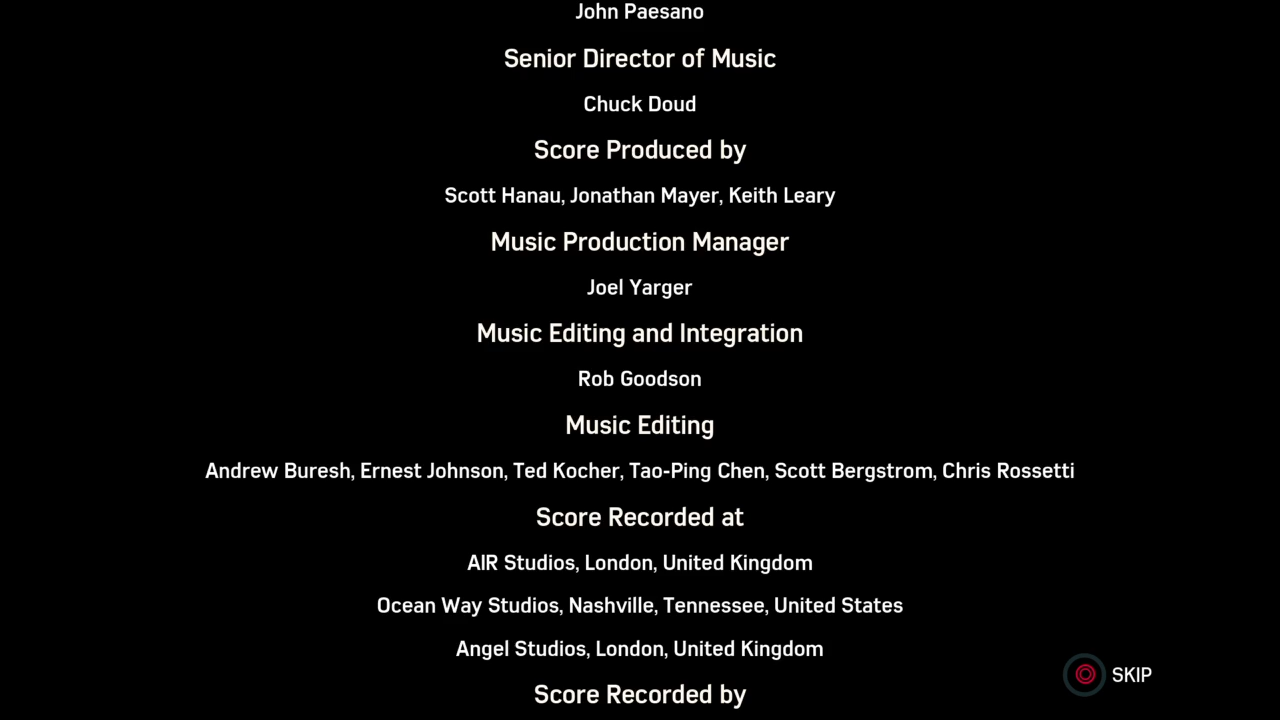 John Paesano
Senior Director of Music
Chuck Doud
Score Produced by
Scott Hanau, Jonathan Mayer, Keith Leary
Music Production Manager
Joel Yarger
Music Editing and Integration
Rob Goodson
Music Editing
Andrew Buresh, Ernest Johnson, Ted Kocher, Tao-Ping Chen, Scott Bergstrom, Chris Rossetti
Score Recorded at
AIR Studios, London, United Kingdom
Ocean Way Studios, Nashville, Tennessee, United States
Angel Studios, London, United Kingdom
SKIP
Score Recorded by